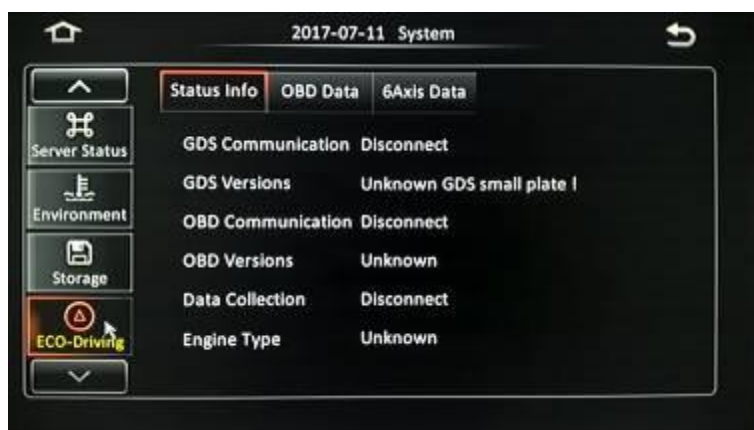 2017-07-11 System
Status Info OBD Data 6Axis Data
Server Status
Environment
Storage
ECO-Driving
GDS Communication Disconnect
GDS Versions Unknown GDS small plate !
OBD Communication Disconnect
OBD Versions Unknown
Data Collection Disconnect
Engine Type Unknown